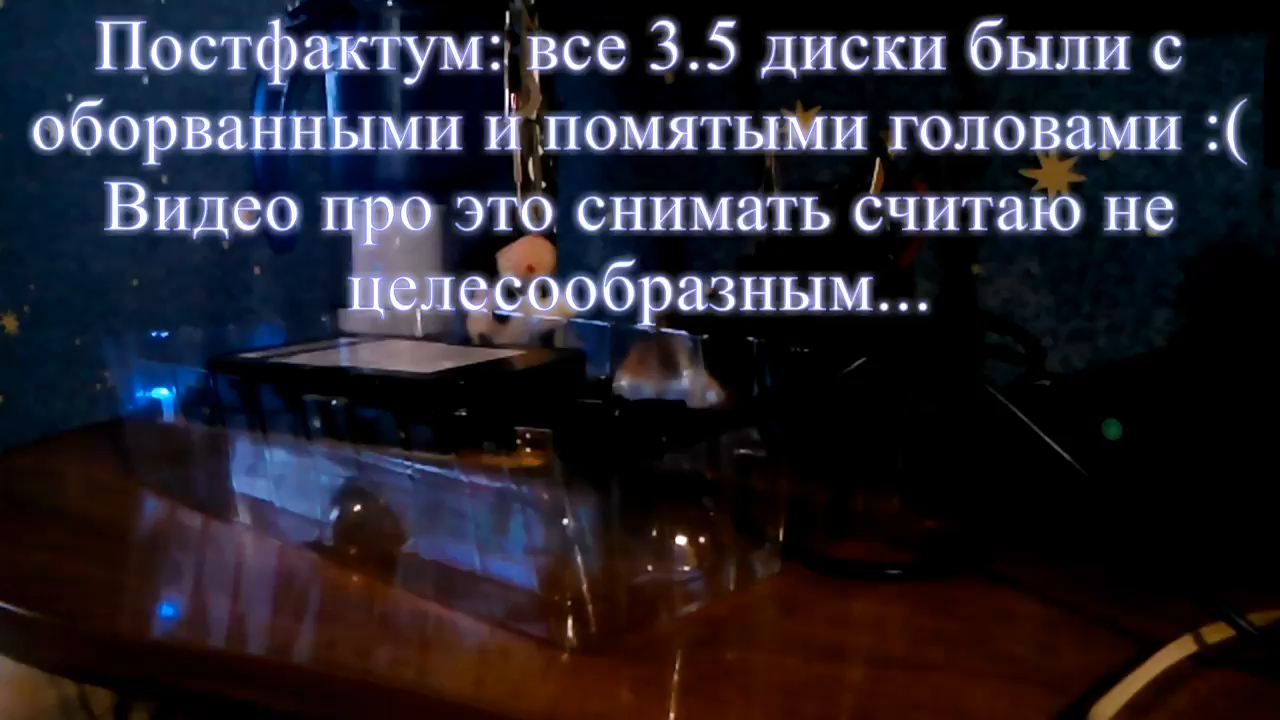 Постфактум: все 3.5 диски были с
оборванными и помятыми головами :(
Видео про это снимать считаю не
целесообразным...